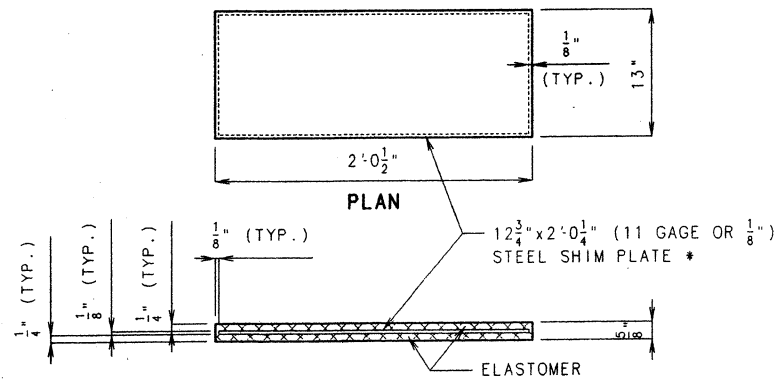 1/8"
(TYP.)
13"
2'-0 1/2"
PLAN
1/8" (TYP.)
12 3/4"x2'-0 1/4" (11 GAGE OR 1/8")
STEEL SHIM PLATE *
1/4" (TYP.)
1/8" (TYP.)
1/4" (TYP.)
5/8"
ELASTOMER